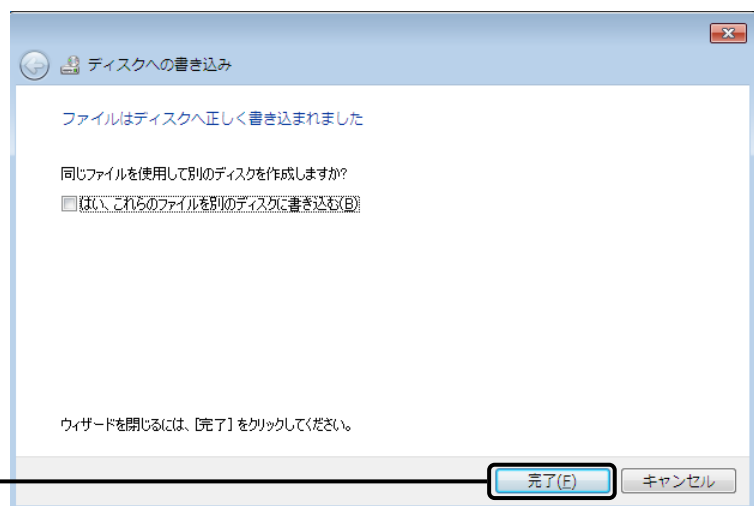 ディスクへの書き込み
ファイルはディスクへ正しく書き込まれました
同じファイルを使用して別のディスクを作成しますか?
はい、これらのファイルを別のディスクに書き込む(B)
ウィザードを閉じるには、[完了] をクリックしてください。
完了(F) キャンセル